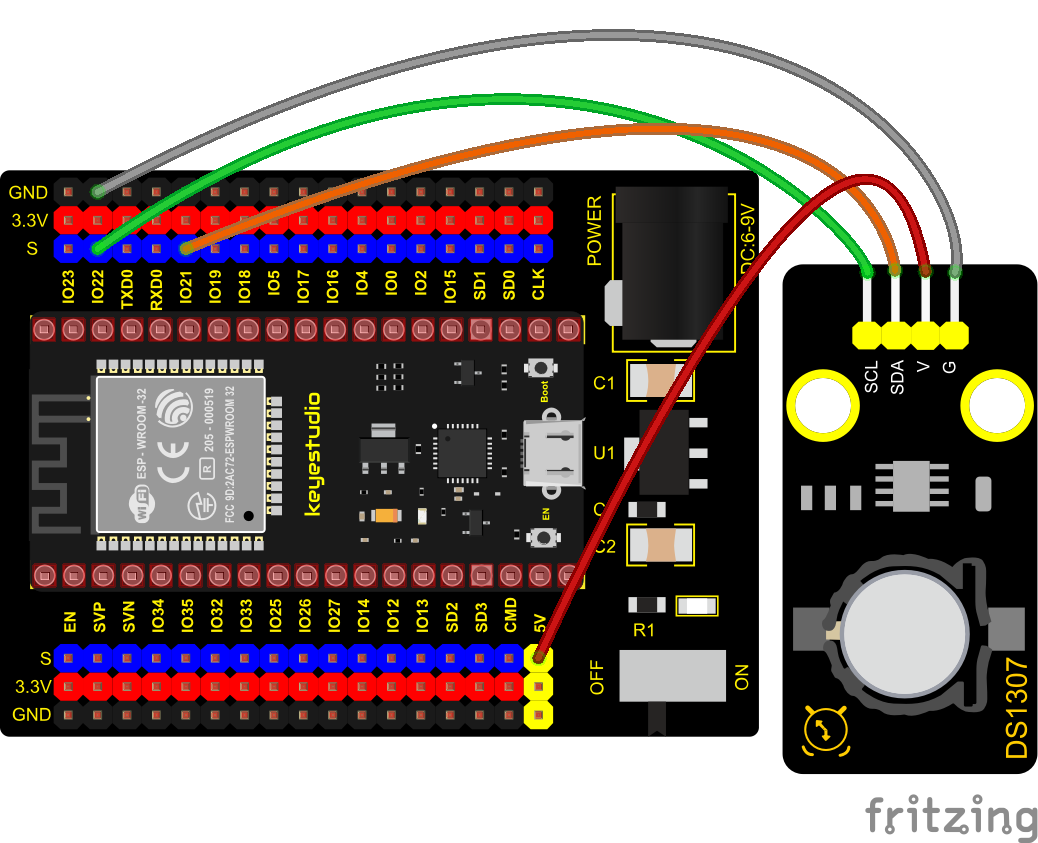 GND
3.3V
S
IO23 IO22 TXD0 RXD0 IO21 IO19 IO18 IO5 IO17 IO16 IO4 IO0 IO2 IO15 SD1 SD0 CLK
POWER
DC:6-9V
SCL SDA V G
WiFi ESP - WROOM -32
CE R 205 - 000519
FCC 9D:2AC72-ESPWROOM 32
keyestudio
Boot
EN
C1
U1
C
C2
R1
EN SVP SVN IO34 IO35 IO32 IO33 IO25 IO26 IO27 IO14 IO12 IO13 SD2 SD3 CMD 5V
S
3.3V
GND
OFF
ON
DS1307
fritzing